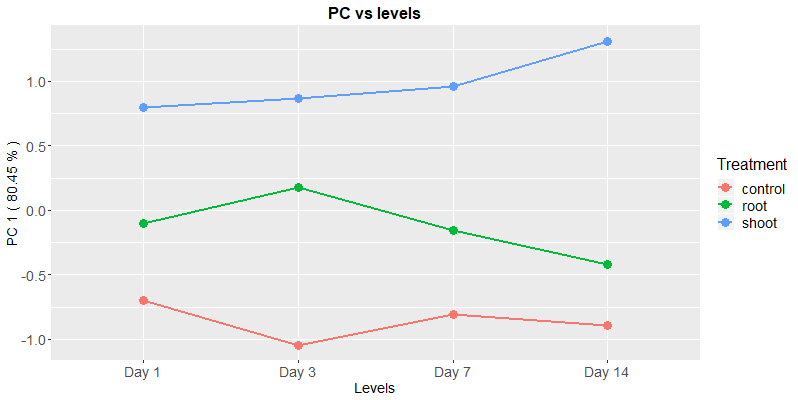 PC vs levels
PC 1 ( 80.45 % )
1.0
0.5
0.0
-0.5
-1.0
Day 1
Day 3
Day 7
Day 14
Levels
Treatment
control
root
shoot